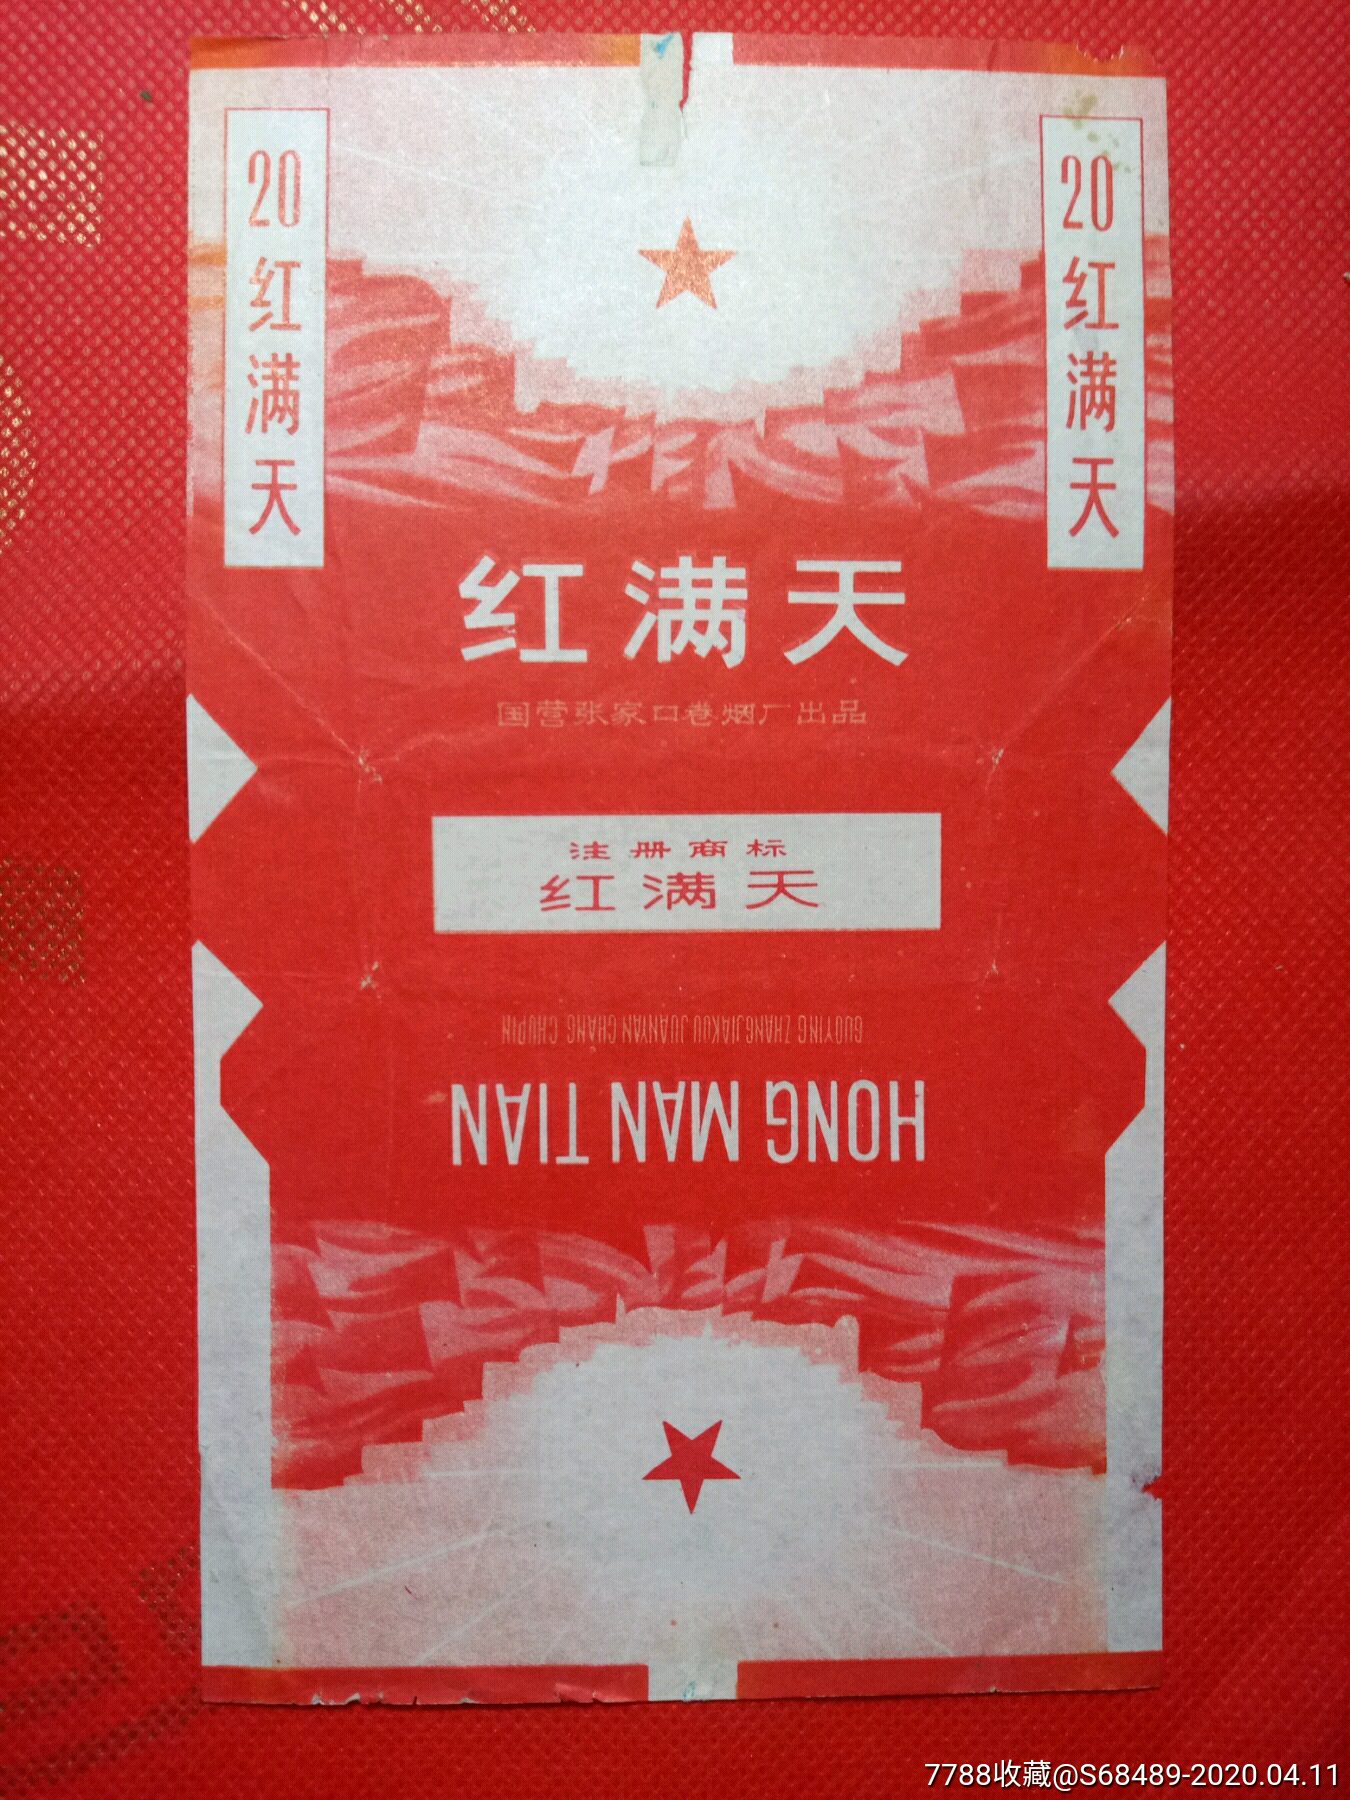 20
红
满
天
20
红
满
天
红满天
国营张家口卷烟厂出品
注册商标
红满天
GUOYING ZHANGJIAKOU JUANYAN CHANG CHUPIN
HONG MAN TIAN
7788收藏@S68489-2020.04.11